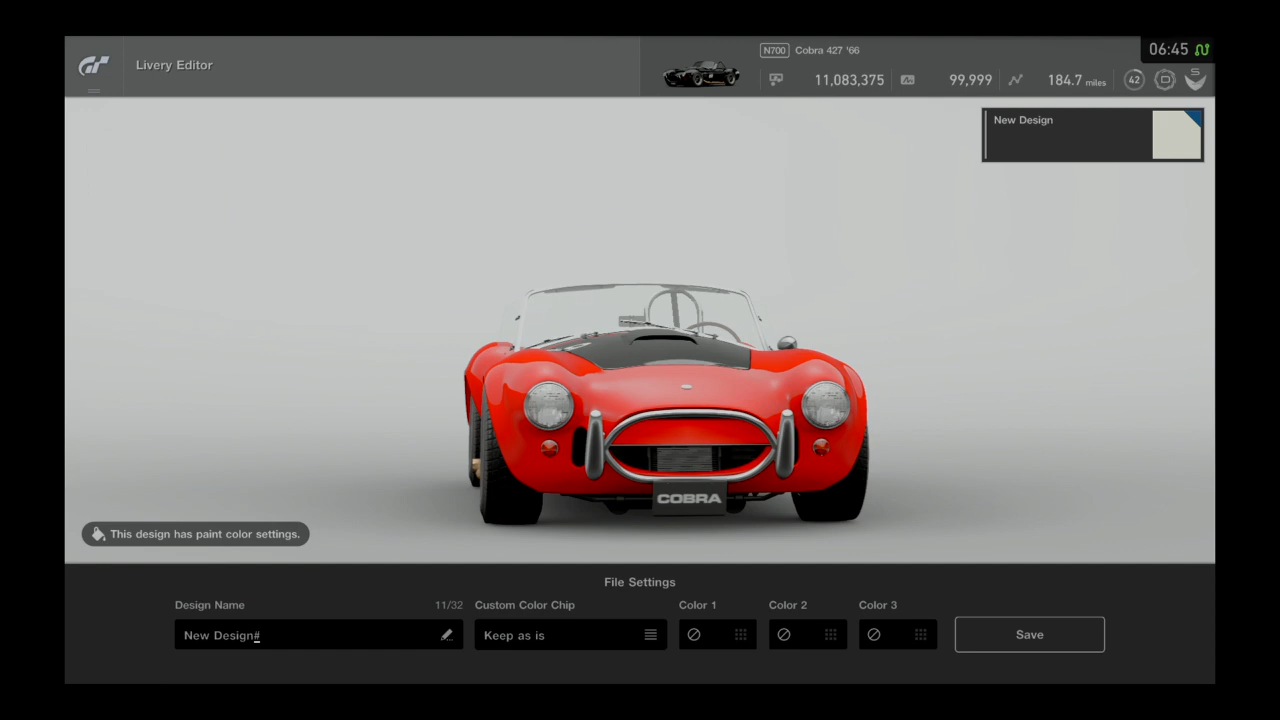 N700 Cobra 427 '66
06:45
GT
Livery Editor
11,083,375
99,999
184.7 miles
42
S
New Design
COBRA
This design has paint color settings.
File Settings
Design Name 11/32 Custom Color Chip Color 1 Color 2 Color 3
New Design# Keep as is Save